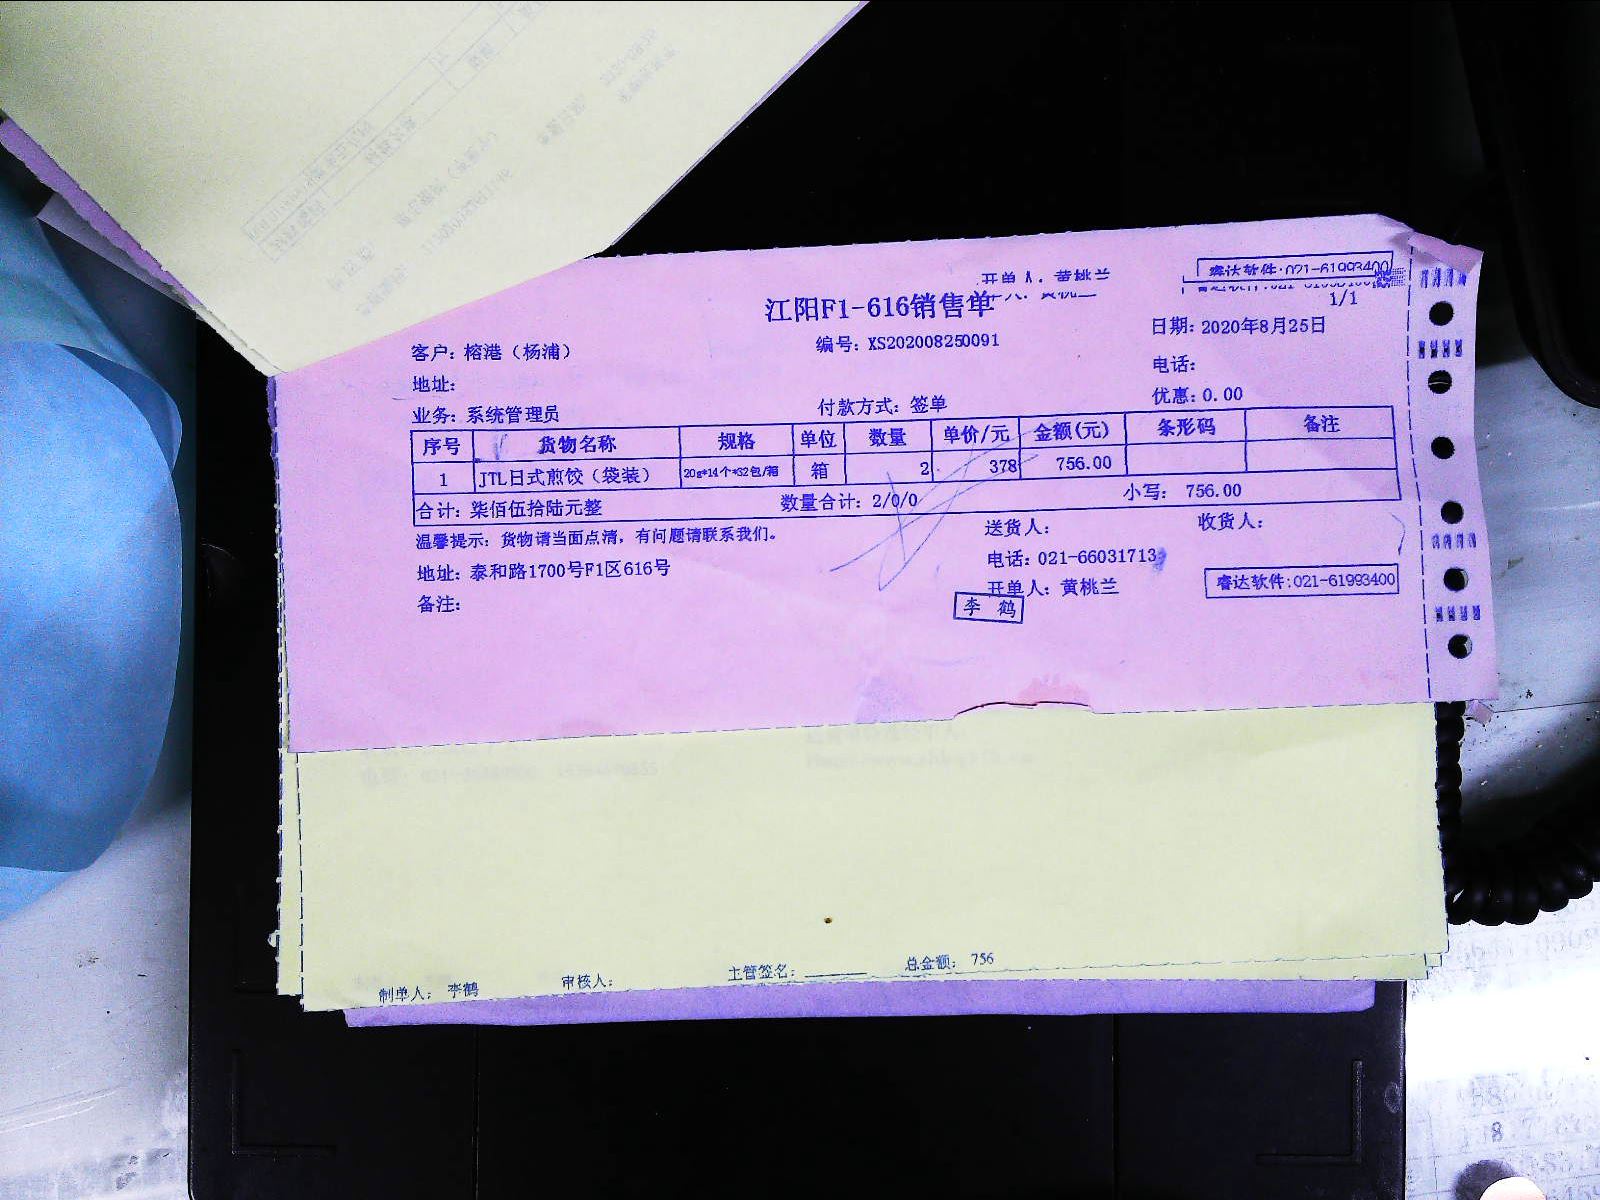 开单人：黄桃兰
睿达软件:021-61993400
1/1
江阳F1-616销售单
日期：2020年8月25日
客户：榕港（杨浦）
编号：XS202008250091
地址：
电话：
业务：系统管理员
付款方式：签单
优惠：0.00
序号 货物名称 规格 单位 数量 单价/元 金额(元) 条形码 备注
1 JTL日式煎饺（袋装） 20g*14个*32包/箱 箱 2 378 756.00
合计：柒佰伍拾陆元整 数量合计：2/0/0 小写： 756.00
温馨提示：货物请当面点清，有问题请联系我们。 送货人： 收货人：
地址：泰和路1700号F1区616号 电话：021-66031713
备注： 开单人：黄桃兰 睿达软件:021-61993400
李 鹤
制单人： 李鹤 审核人： 主管签名： 总金额： 756